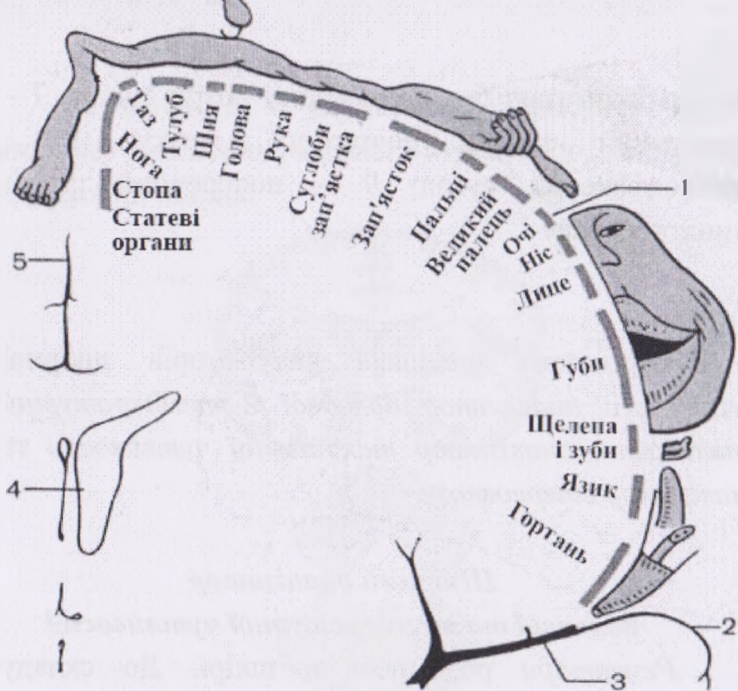 Таз
Нога
Тулуб
Шия
Голова
Рука
Суглоби
зап'ястка
Зап'ясток
Пальці
Великий
палець
Очі
Ніс
Лице
Губи
Щелепа
і зуби
Язик
Гортань
Стопа
Статеві
органи
1
2
3
4
5